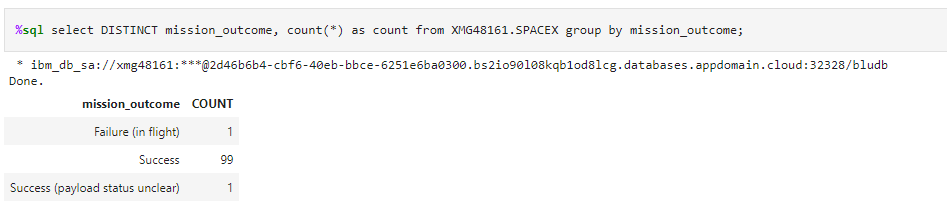 %sql select DISTINCT mission_outcome, count(*) as count from XMG48161.SPACEX group by mission_outcome;
* ibm_db_sa://xmg48161:***@2d46b6b4-cbf6-40eb-bbce-6251e6ba0300.bs2io90l08kqb1od8lcg.databases.appdomain.cloud:32328/bludb
Done.
mission_outcome COUNT
Failure (in flight) 1
Success 99
Success (payload status unclear) 1